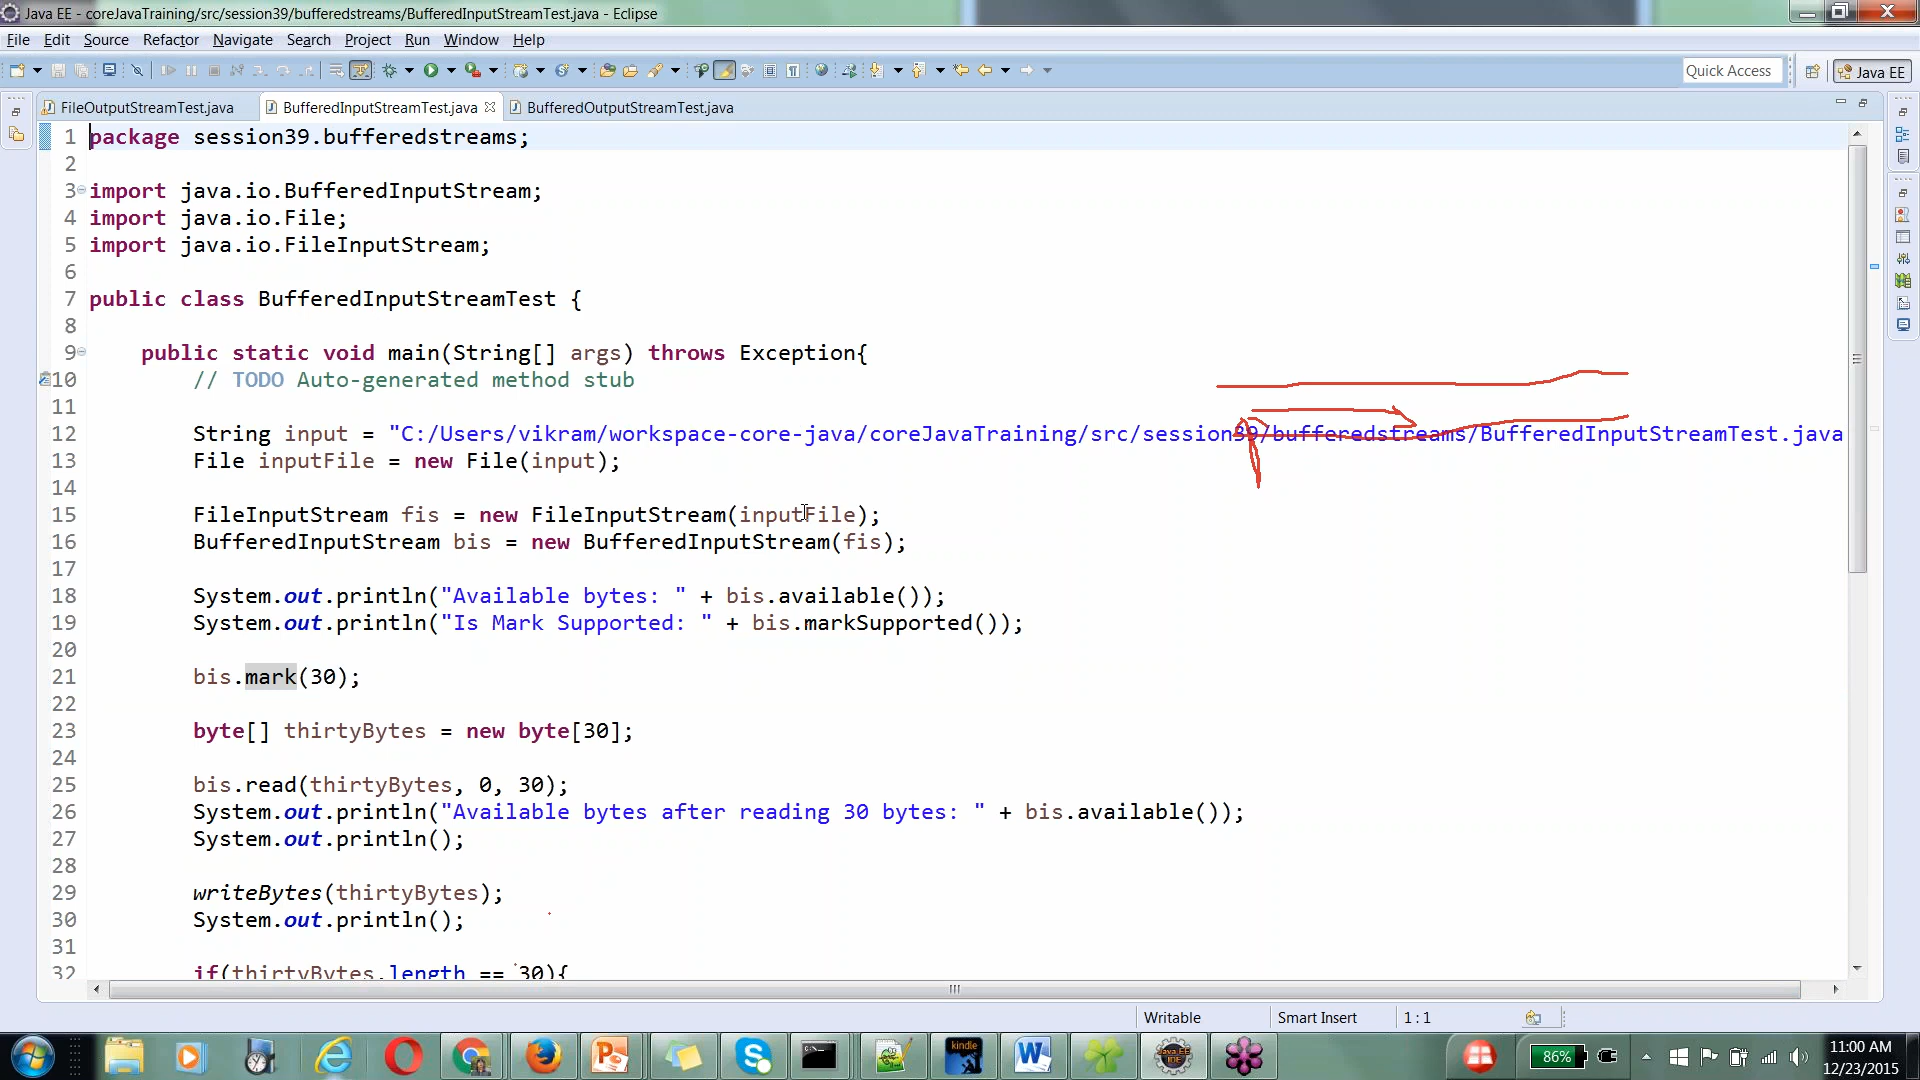 Java EE - coreJavaTraining/src/session39/bufferedstreams/BufferedInputStreamTest.java - Eclipse
File Edit Source Refactor Navigate Search Project Run Window Help
Quick Access Java EE
FileOutputStreamTest.java BufferedInputStreamTest.java BufferedOutputStreamTest.java
1 package session39.bufferedstreams;
2
3 import java.io.BufferedInputStream;
4 import java.io.File;
5 import java.io.FileInputStream;
6
7 public class BufferedInputStreamTest {
8
9 public static void main(String[] args) throws Exception{
10 // TODO Auto-generated method stub
11
12 String input = "C:/Users/vikram/workspace-core-java/coreJavaTraining/src/session39/bufferedstreams/BufferedInputStreamTest.java
13 File inputFile = new File(input);
14
15 FileInputStream fis = new FileInputStream(inputFile);
16 BufferedInputStream bis = new BufferedInputStream(fis);
17
18 System.out.println("Available bytes: " + bis.available());
19 System.out.println("Is Mark Supported: " + bis.markSupported());
20
21 bis.mark(30);
22
23 byte[] thirtyBytes = new byte[30];
24
25 bis.read(thirtyBytes, 0, 30);
26 System.out.println("Available bytes after reading 30 bytes: " + bis.available());
27 System.out.println();
28
29 writeBytes(thirtyBytes);
30 System.out.println();
31
32 if(thirtyBytes.length == 30){
Writable Smart Insert 1 : 1
kindle
Java EE
IDE
86%
11:00 AM
12/23/2015